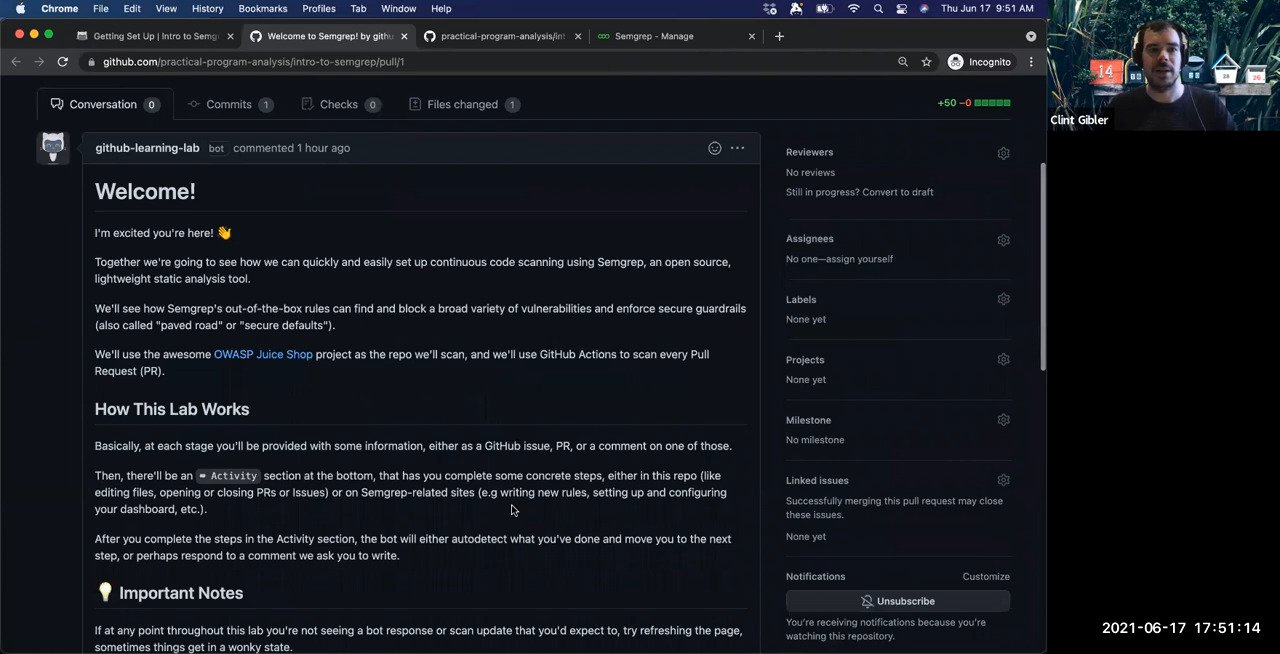 Chrome File Edit View History Bookmarks Profiles Tab Window Help Thu Jun 17 9:51 AM
Getting Set Up | Intro to Semg
Welcome to Semgrep! by githu
practical-program-analysis/int
Semgrep - Manage
github.com/practical-program-analysis/intro-to-semgrep/pull/1
Incognito
Conversation 0
Commits 1
Checks 0
Files changed 1
+50 −0
Clint Gibler
github-learning-lab bot commented 1 hour ago
Welcome!
I'm excited you're here! 👋
Together we're going to see how we can quickly and easily set up continuous code scanning using Semgrep, an open source,
lightweight static analysis tool.
We'll see how Semgrep's out-of-the-box rules can find and block a broad variety of vulnerabilities and enforce secure guardrails
(also called "paved road" or "secure defaults").
We'll use the awesome OWASP Juice Shop project as the repo we'll scan, and we'll use GitHub Actions to scan every Pull
Request (PR).
How This Lab Works
Basically, at each stage you'll be provided with some information, either as a GitHub issue, PR, or a comment on one of those.
Then, there'll be an Activity section at the bottom, that has you complete some concrete steps, either in this repo (like
editing files, opening or closing PRs or Issues) or on Semgrep-related sites (e.g writing new rules, setting up and configuring
your dashboard, etc.).
After you complete the steps in the Activity section, the bot will either autodetect what you've done and move you to the next
step, or perhaps respond to a comment we ask you to write.
💡 Important Notes
If at any point throughout this lab you're not seeing a bot response or scan update that you'd expect to, try refreshing the page,
sometimes things get in a wonky state.
Reviewers
No reviews
Still in progress? Convert to draft
Assignees
No one—assign yourself
Labels
None yet
Projects
None yet
Milestone
No milestone
Linked issues
Successfully merging this pull request may close
these issues.
None yet
Notifications Customize
Unsubscribe
You're receiving notifications because you're
watching this repository.
14
2021-06-17 17:51:14